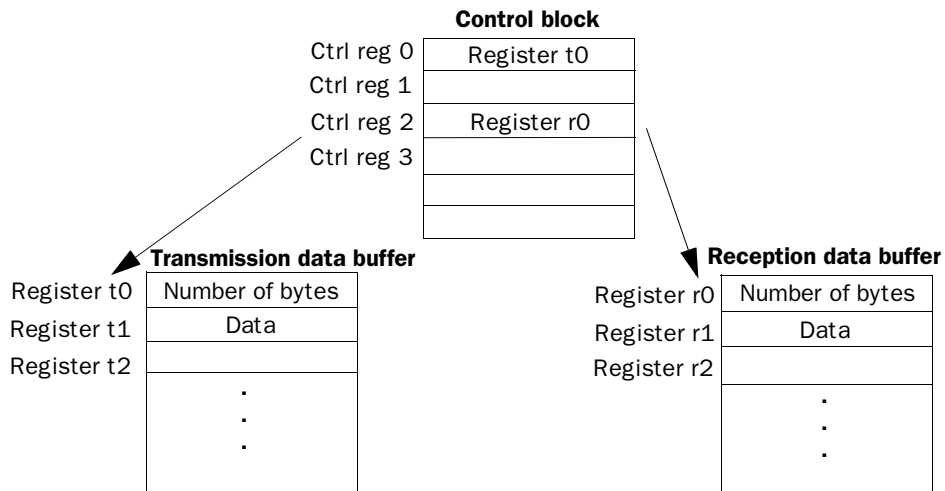 Control block
Ctrl reg 0 Register t0
Ctrl reg 1
Ctrl reg 2 Register r0
Ctrl reg 3
Transmission data buffer
Register t0 Number of bytes
Register t1 Data
Register t2
Reception data buffer
Register r0 Number of bytes
Register r1 Data
Register r2